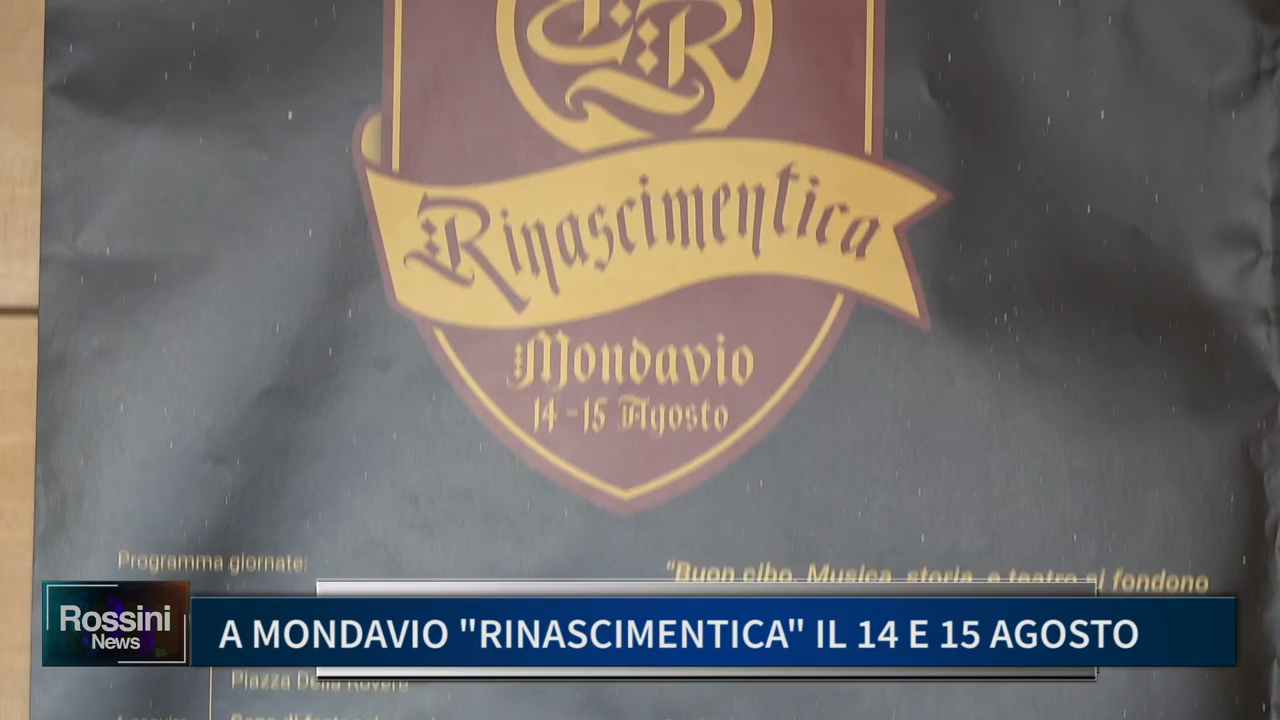 Rinascimentica
Mondavio
14-15 Agosto
Programma giornate:
"Buon cibo, Musica, storia, e teatro si fondono
Rossini
News
A MONDAVIO "RINASCIMENTICA" IL 14 E 15 AGOSTO
Piazza Della Rovere